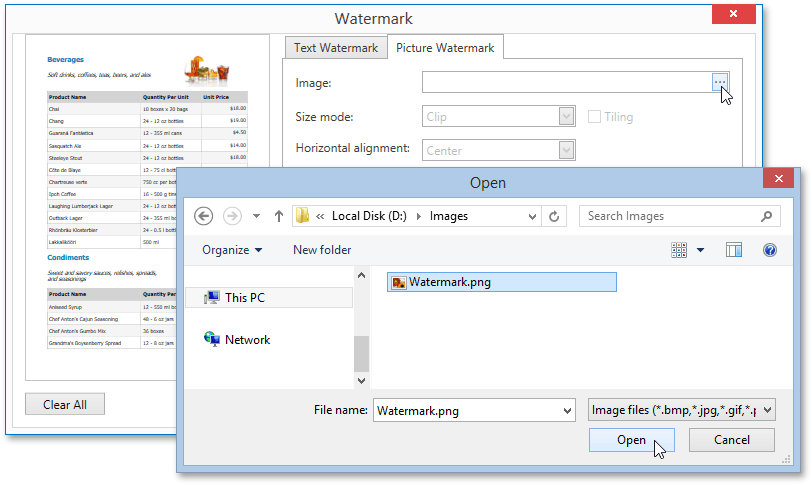 Watermark
Text Watermark Picture Watermark
Beverages
Soft drinks, coffees, teas, beers, and ales
Product Name Quantity Per Unit Unit Price
Chai 10 boxes x 20 bags $18.00
Chang 24 - 12 oz bottles $19.00
Guaraná Fantástica 12 - 355 ml cans $4.50
Sasquatch Ale 24 - 12 oz bottles $14.00
Steeleye Stout 24 - 12 oz bottles $18.00
Côte de Blaye 12 - 75 cl bottl
Chartreuse verte 750 cc per bottl
Ipoh Coffee 16 - 500 g tins
Laughing Lumberjack Lager 24 - 12 oz bottle
Outback Lager 24 - 355 ml bo
Rhönbräu Klosterbier 24 - 0.5 l bottle
Lakkalikööri 500 ml
Condiments
Sweet and savory sauces, relishes, spreads,
and seasonings
Product Name Quantity Pe
Aniseed Syrup 12 - 550 ml bo
Chef Anton's Cajun Seasoning 48 - 6 oz jars
Chef Anton's Gumbo Mix 36 boxes
Grandma's Boysenberry Spread 12 - 8 oz jars
Clear All
Image: ...
Size mode: Clip Tiling
Horizontal alignment: Center
Open
« Local Disk (D:) Images Search Images
Organize New folder
This PC
Network
Watermark.png
File name: Watermark.png Image files (*.bmp,*.jpg,*.gif,*.p
Open Cancel